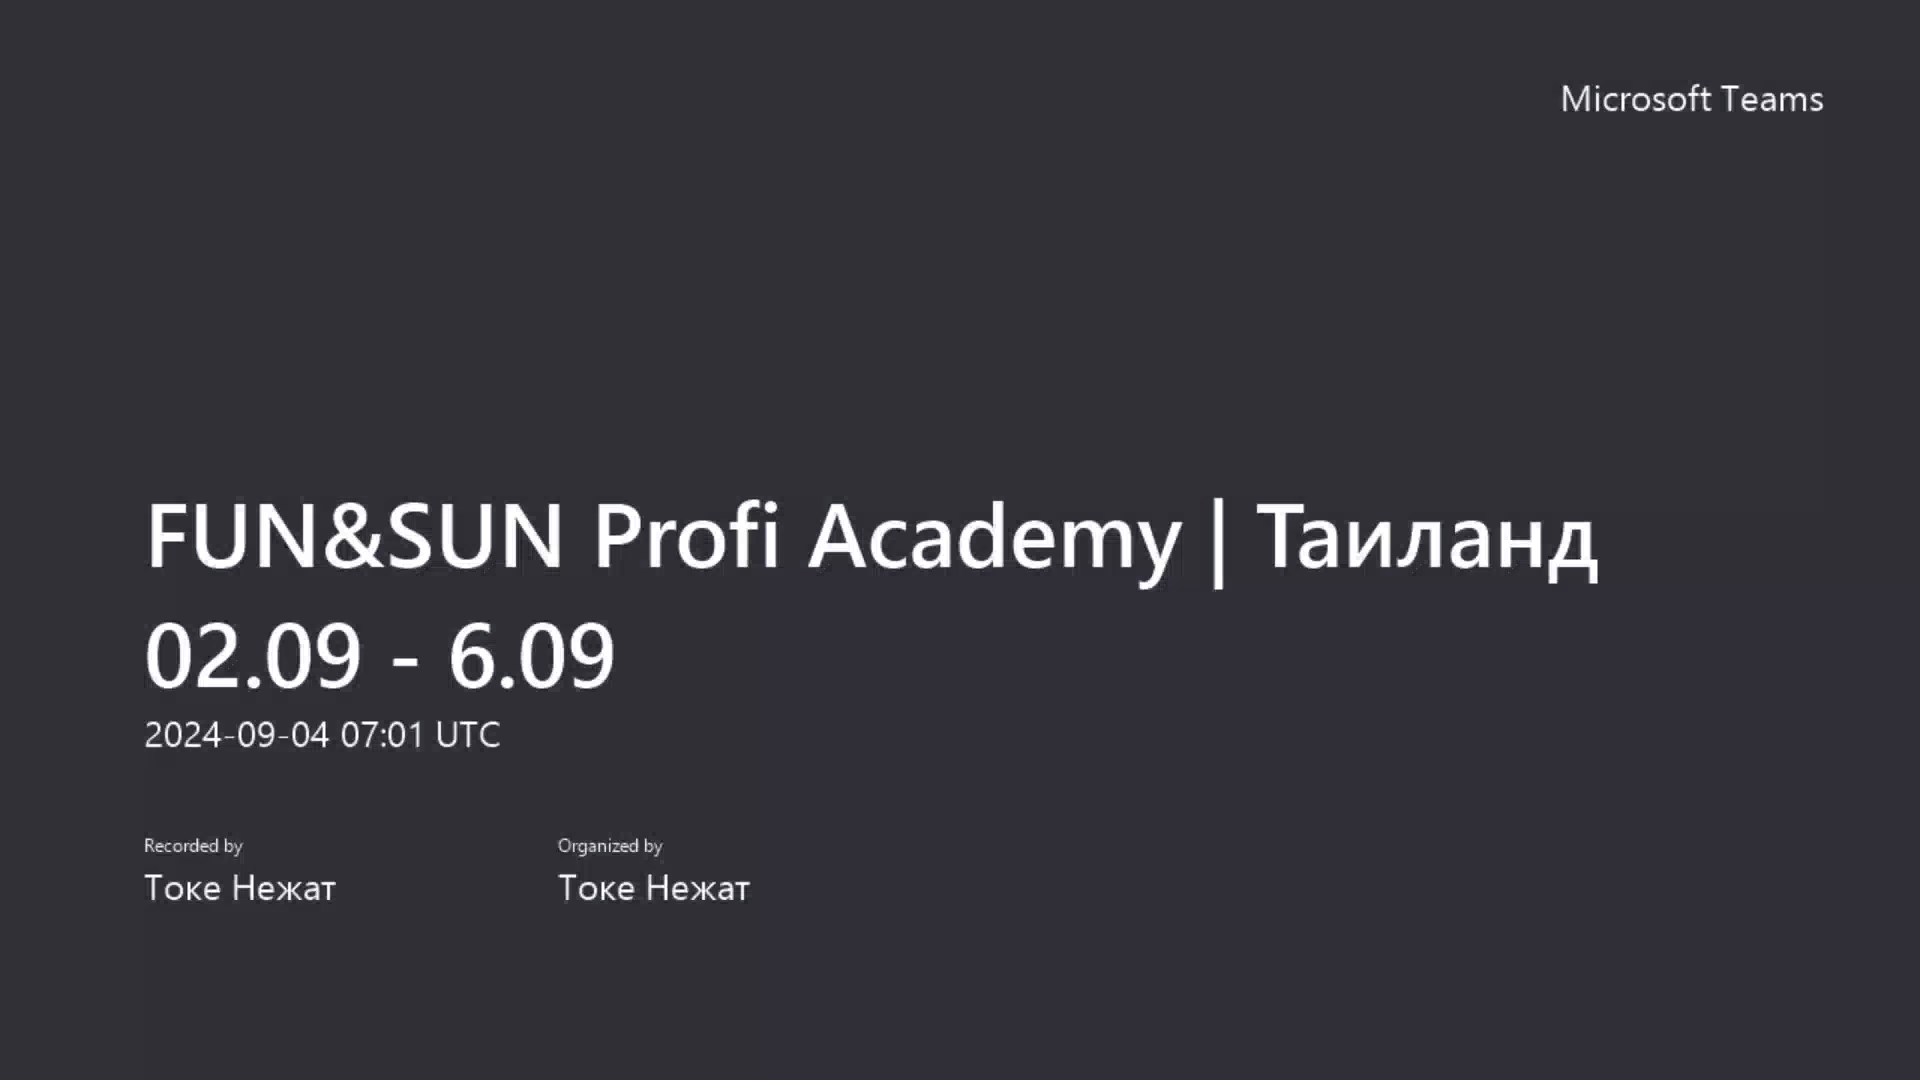 Microsoft Teams
FUN&SUN Profi Academy | Таиланд
02.09 - 6.09
2024-09-04 07:01 UTC
Recorded by
Токе Нежат
Organized by
Токе Нежат